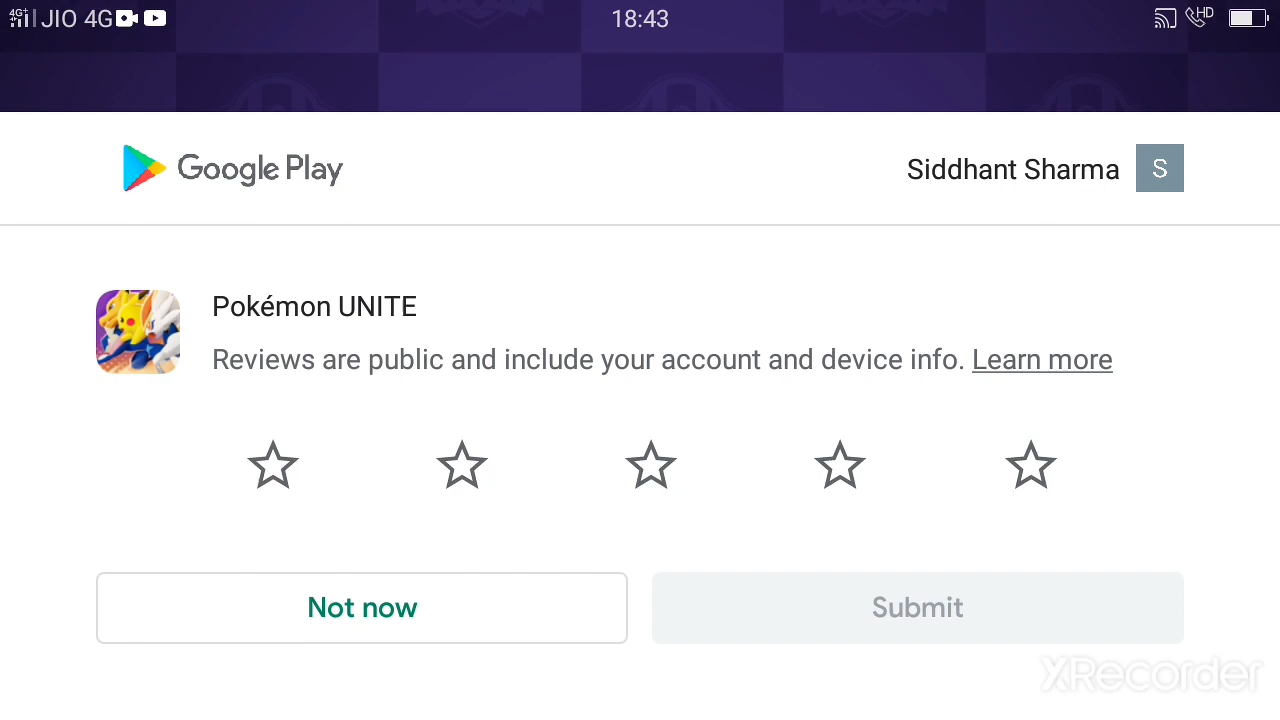 4G+ JIO 4G 18:43 HD
Google Play Siddhant Sharma S
Pokémon UNITE
Reviews are public and include your account and device info. Learn more
Not now Submit
XRecorder